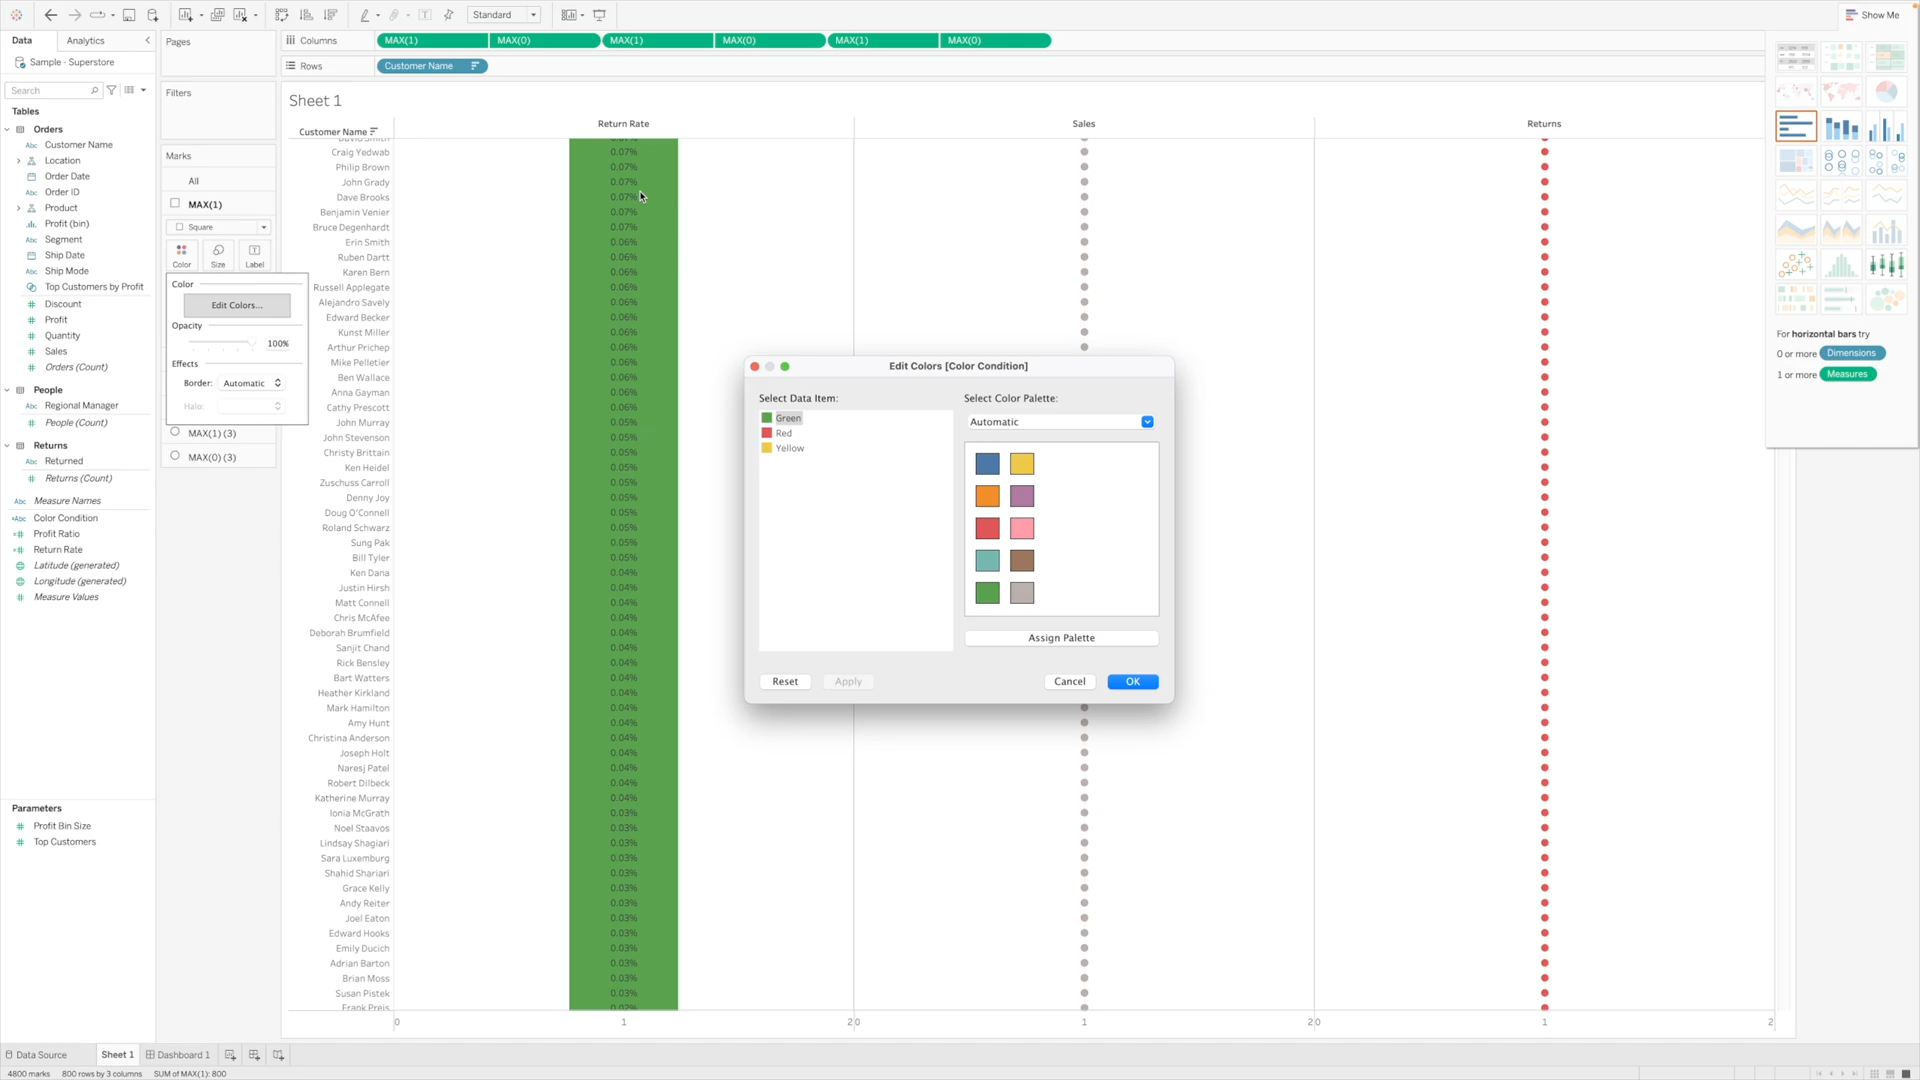 Standard
Show Me
Data
Analytics
Pages
Columns
MAX(1)
MAX(0)
MAX(1)
MAX(0)
MAX(1)
MAX(0)
Sample - Superstore
Rows
Customer Name
Search
Filters
Sheet 1
Tables
Orders
Abc Customer Name
Location
Order Date
Abc Order ID
Product
Profit (bin)
Abc Segment
Ship Date
Abc Ship Mode
Top Customers by Profit
# Discount
# Profit
# Quantity
# Sales
# Orders (Count)
People
Abc Regional Manager
# People (Count)
Returns
Abc Returned
# Returns (Count)
Abc Measure Names
=Abc Color Condition
=# Profit Ratio
=# Return Rate
Latitude (generated)
Longitude (generated)
# Measure Values
Parameters
# Profit Bin Size
# Top Customers
Marks
All
MAX(1)
Square
Color
Size
Label
Color
Edit Colors...
Opacity
100%
Effects
Border: Automatic
Halo:
MAX(1) (3)
MAX(0) (3)
Customer Name
Return Rate
Sales
Returns
Craig Yedwab 0.07%
Philip Brown 0.07%
John Grady 0.07%
Dave Brooks 0.07%
Benjamin Venier 0.07%
Bruce Degenhardt 0.07%
Erin Smith 0.06%
Ruben Dartt 0.06%
Karen Bern 0.06%
Russell Applegate 0.06%
Alejandro Savely 0.06%
Edward Becker 0.06%
Kunst Miller 0.06%
Arthur Prichep 0.06%
Mike Pelletier 0.06%
Ben Wallace 0.06%
Anna Gayman 0.06%
Cathy Prescott 0.06%
John Murray 0.05%
John Stevenson 0.05%
Christy Brittain 0.05%
Ken Heidel 0.05%
Zuschuss Carroll 0.05%
Denny Joy 0.05%
Doug O'Connell 0.05%
Roland Schwarz 0.05%
Sung Pak 0.05%
Bill Tyler 0.05%
Ken Dana 0.04%
Justin Hirsh 0.04%
Matt Connell 0.04%
Chris McAfee 0.04%
Deborah Brumfield 0.04%
Sanjit Chand 0.04%
Rick Bensley 0.04%
Bart Watters 0.04%
Heather Kirkland 0.04%
Mark Hamilton 0.04%
Amy Hunt 0.04%
Christina Anderson 0.04%
Joseph Holt 0.04%
Naresj Patel 0.04%
Robert Dilbeck 0.04%
Katherine Murray 0.04%
Ionia McGrath 0.03%
Noel Staavos 0.03%
Lindsay Shagiari 0.03%
Sara Luxemburg 0.03%
Shahid Shariari 0.03%
Grace Kelly 0.03%
Andy Reiter 0.03%
Joel Eaton 0.03%
Edward Hooks 0.03%
Emily Ducich 0.03%
Adrian Barton 0.03%
Brian Moss 0.03%
Susan Pistek 0.03%
Frank Preis 0.02%
0 1 2 0 1 2 0 1 2
Edit Colors [Color Condition]
Select Data Item:
Green
Red
Yellow
Select Color Palette:
Automatic
Assign Palette
Reset
Apply
Cancel
OK
For horizontal bars try
0 or more Dimensions
1 or more Measures
Data Source
Sheet 1
Dashboard 1
4800 marks
800 rows by 3 columns
SUM of MAX(1): 800